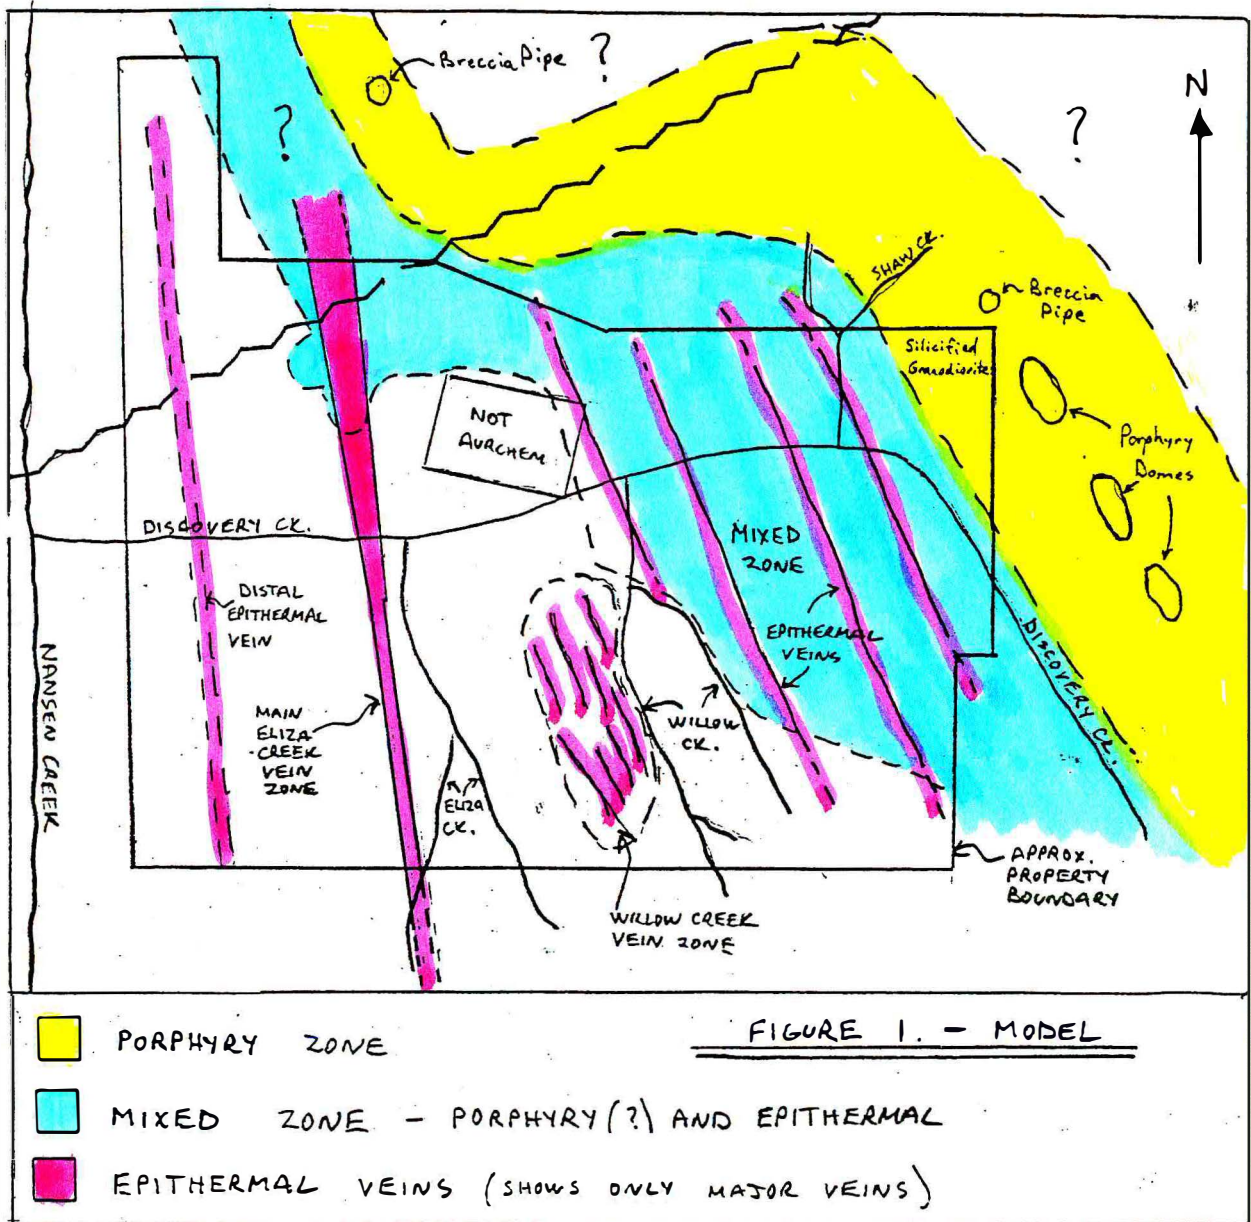 Breccia Pipe
?
?
?
N
SHAW CK.
Breccia
Pipe
Silicified
Granodiorite
NOT
AURCHEM
Porphyry
Domes
DISCOVERY CK.
MIXED
ZONE
DISTAL
EPITHERMAL
VEIN
EPITHERMAL
VEINS
DISCOVERY CK.
NANSEN CREEK
MAIN
ELIZA
CREEK
VEIN
ZONE
WILLOW
CK.
ELIZA
CK.
APPROX.
PROPERTY
BOUNDARY
WILLOW CREEK
VEIN ZONE
FIGURE 1. - MODEL
PORPHYRY ZONE
MIXED ZONE - PORPHYRY (?) AND EPITHERMAL
EPITHERMAL VEINS (SHOWS ONLY MAJOR VEINS)